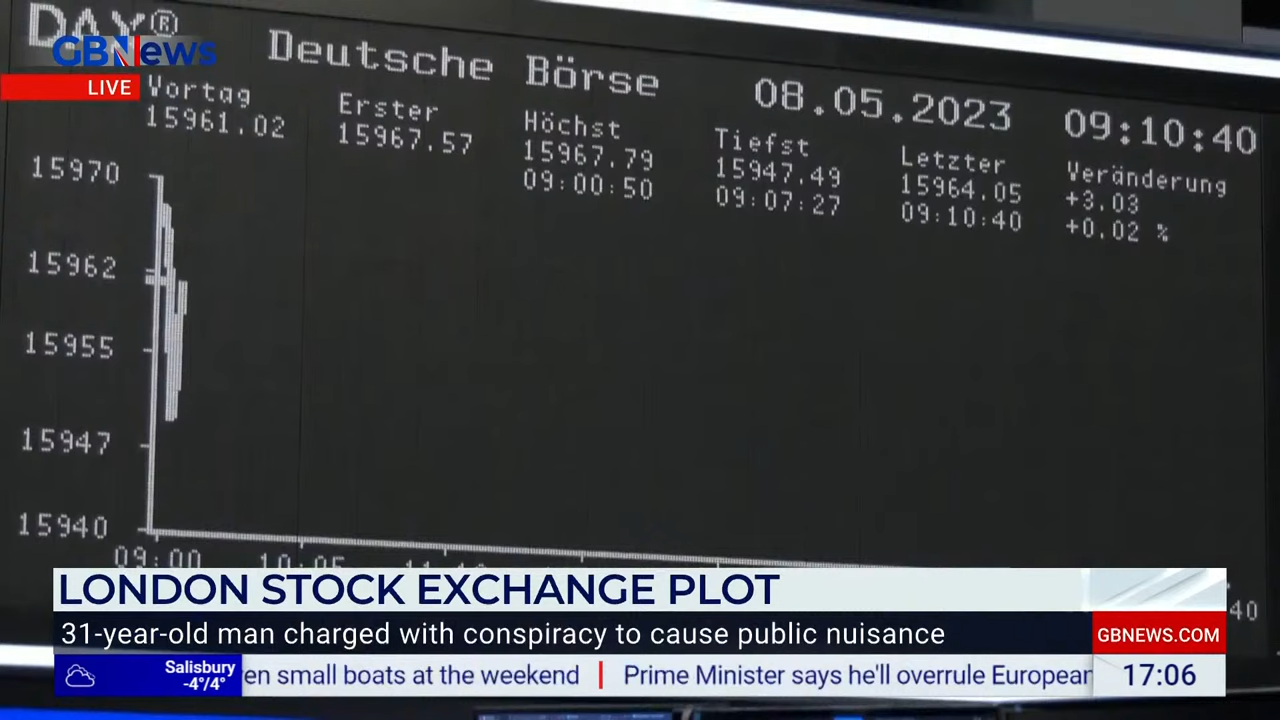 DAX®
GBNews
LIVE
Deutsche Börse
08.05.2023
09:10:40
Vortag
15961.02
Erster
15967.57
Höchst
15967.79
09:00:50
Tiefst
15947.49
09:07:27
Letzter
15964.05
09:10:40
Veränderung
+3.03
+0.02 %
15970
15962
15955
15947
15940
09:00
10:05
LONDON STOCK EXCHANGE PLOT
31-year-old man charged with conspiracy to cause public nuisance
GBNEWS.COM
Salisbury
-4°/4°
ven small boats at the weekend | Prime Minister says he'll overrule European
17:06